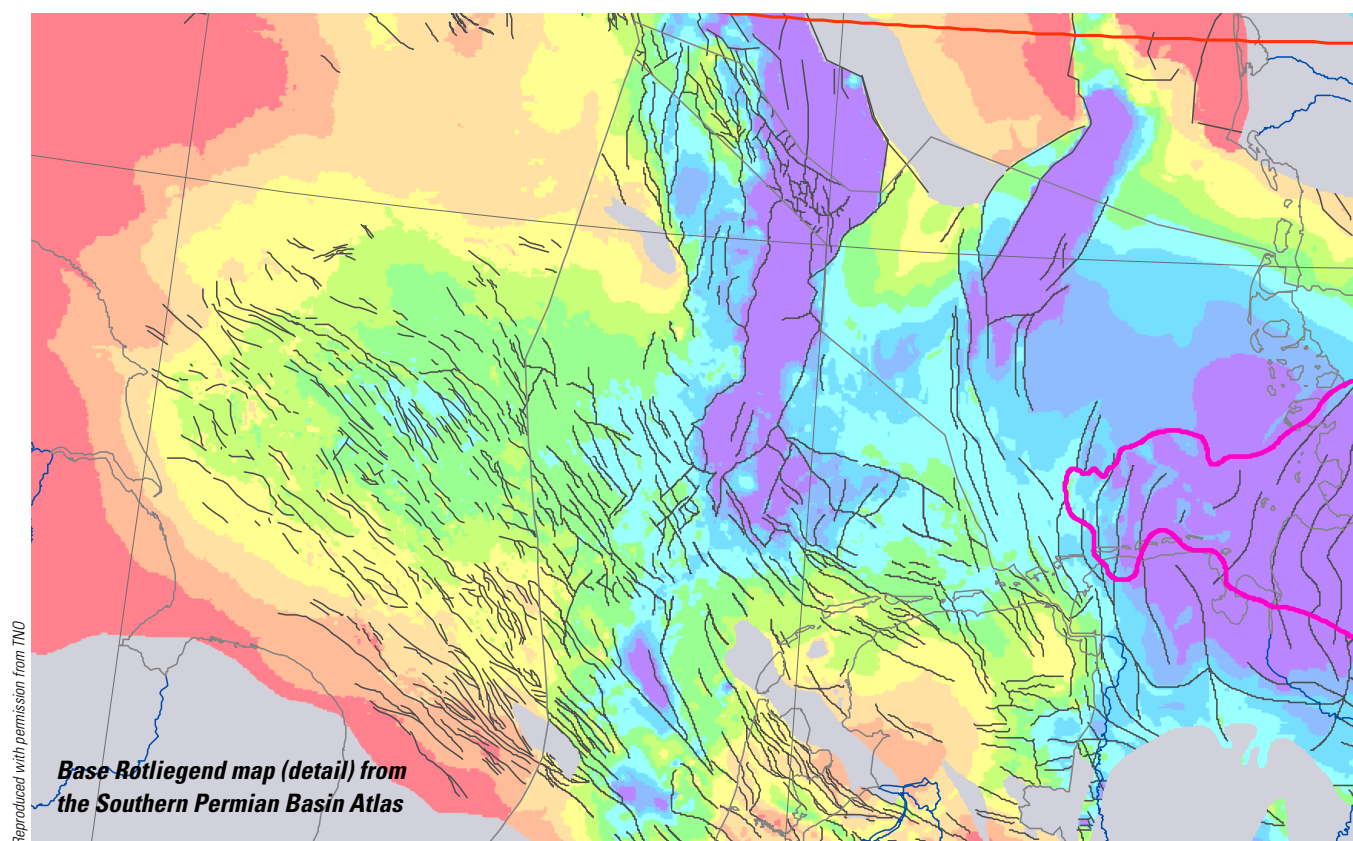 Reproduced with permission from TNO
Base Rotliegend map (detail) from
the Southern Permian Basin Atlas